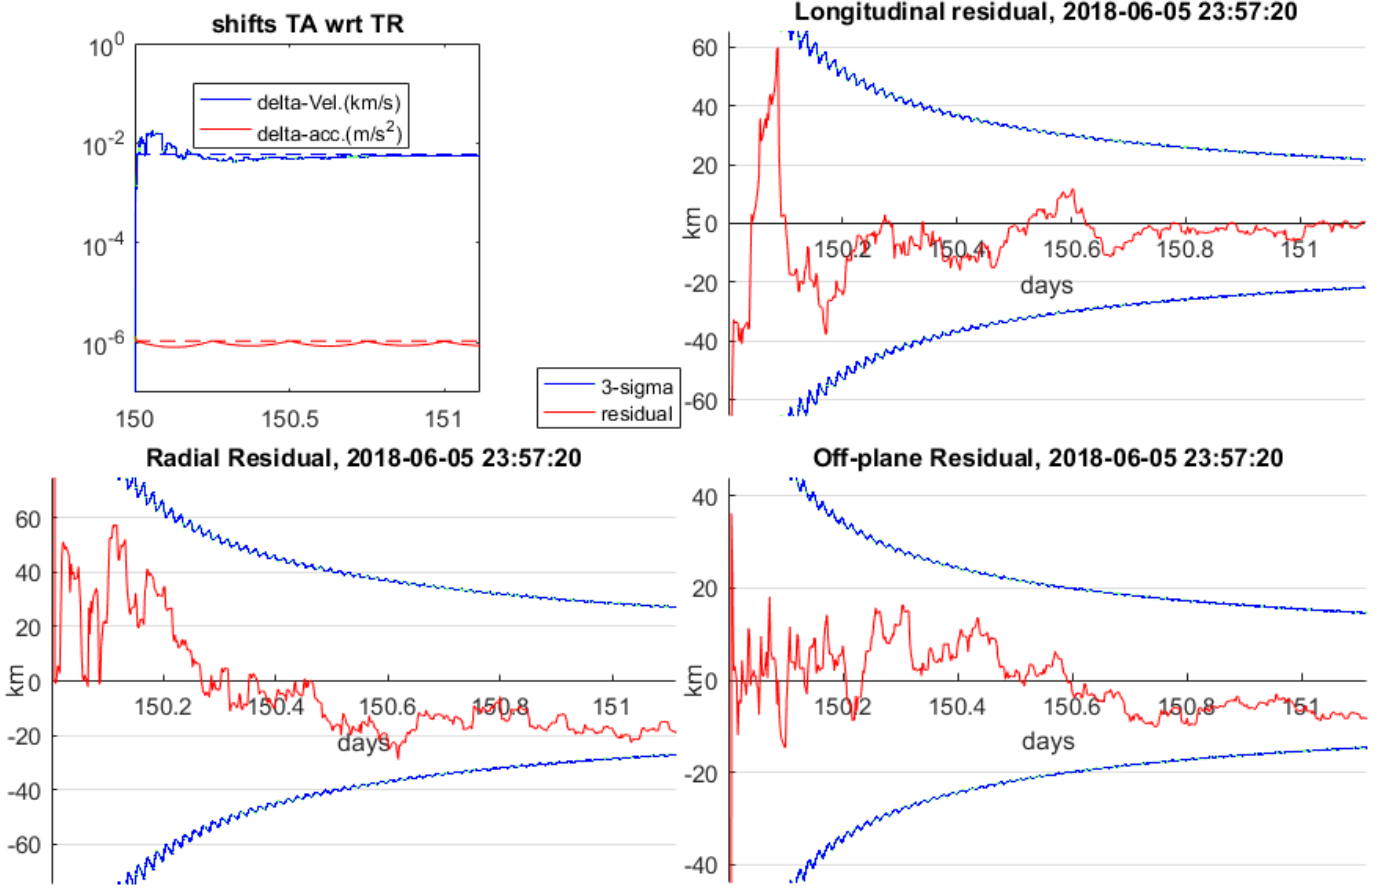 shifts TA wrt TR
10^0
delta-Vel.(km/s)
delta-acc.(m/s^2)
10^-2
10^-4
10^-6
150 150.5 151
3-sigma
residual
Longitudinal residual, 2018-06-05 23:57:20
60
40
20
0
-20
-40
-60
km
150.2 150.4 150.6 150.8 151
days
Radial Residual, 2018-06-05 23:57:20
60
40
20
0
-20
-40
-60
km
150.2 150.4 150.6 150.8 151
days
Off-plane Residual, 2018-06-05 23:57:20
40
20
0
-20
-40
km
150.2 150.4 150.6 150.8 151
days